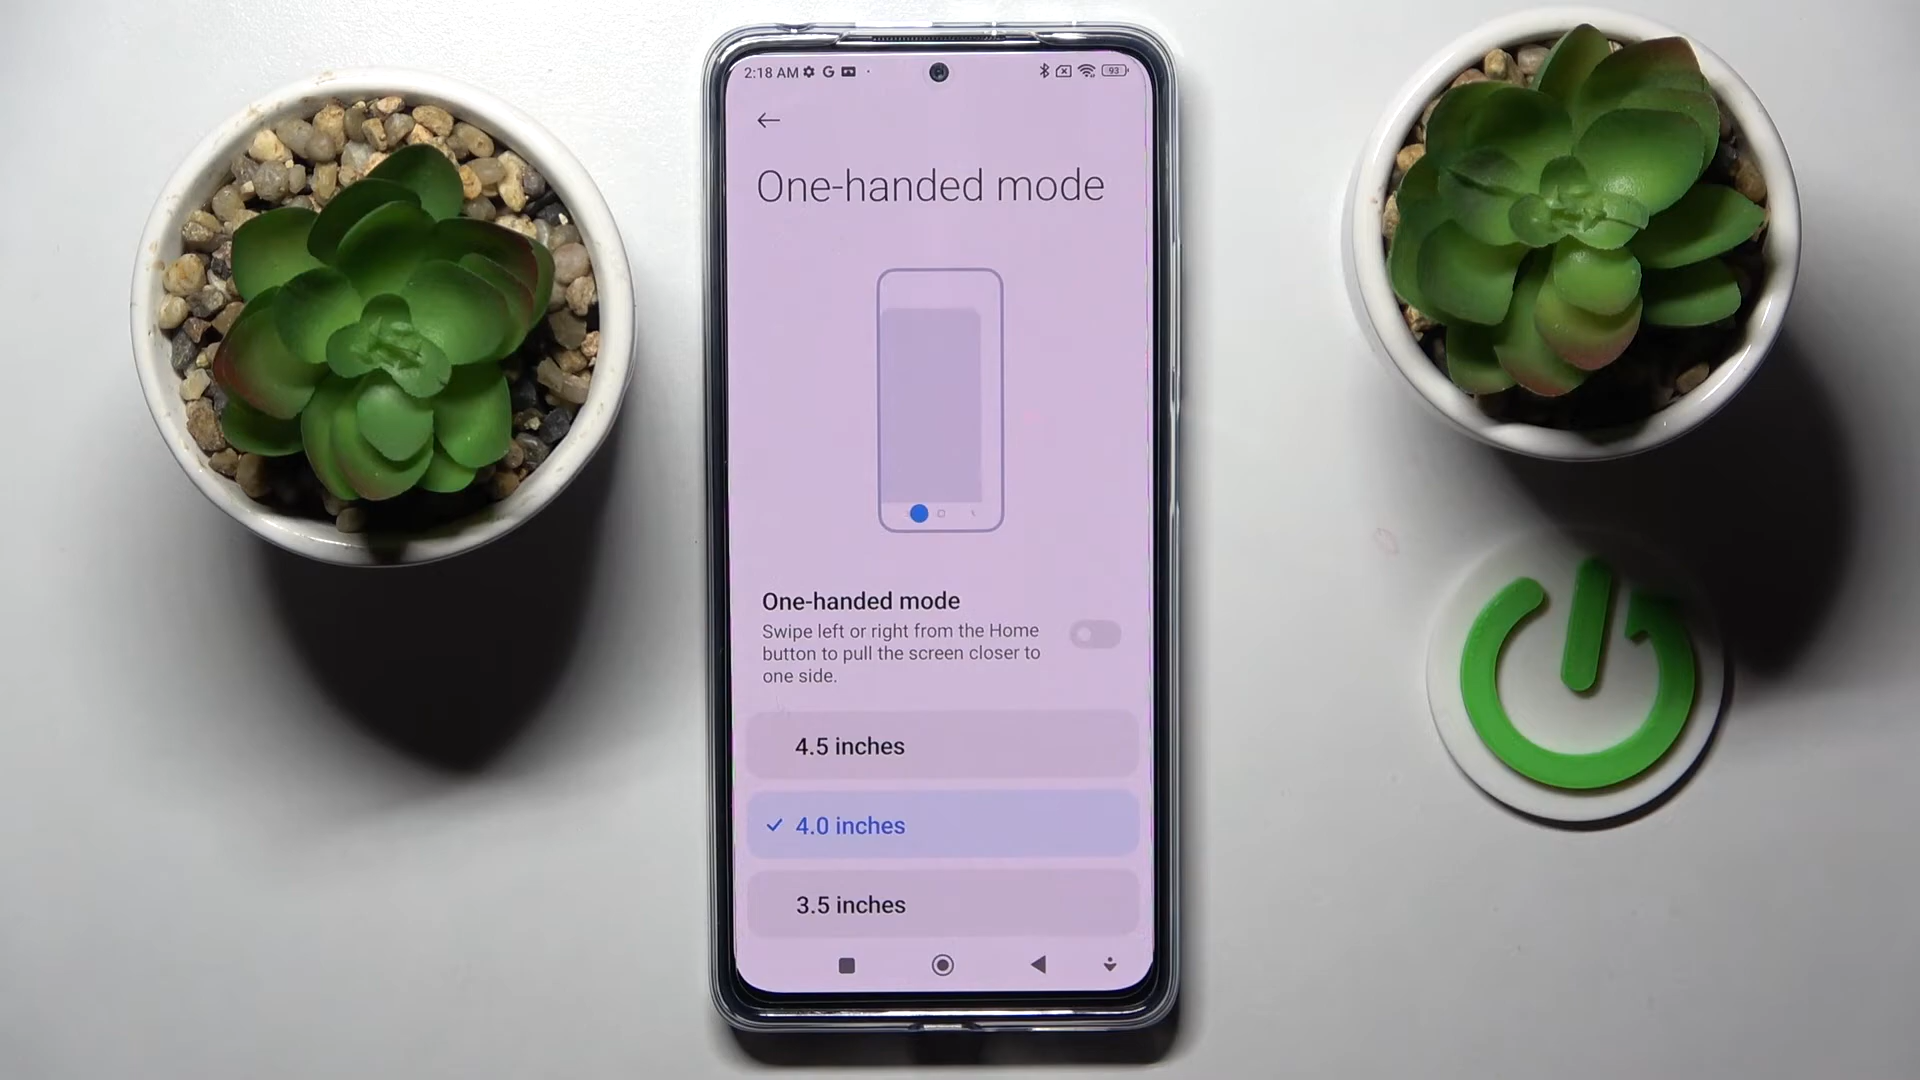 2:18 AM G 93
One-handed mode
One-handed mode
Swipe left or right from the Home
button to pull the screen closer to
one side.
4.5 inches
4.0 inches
3.5 inches